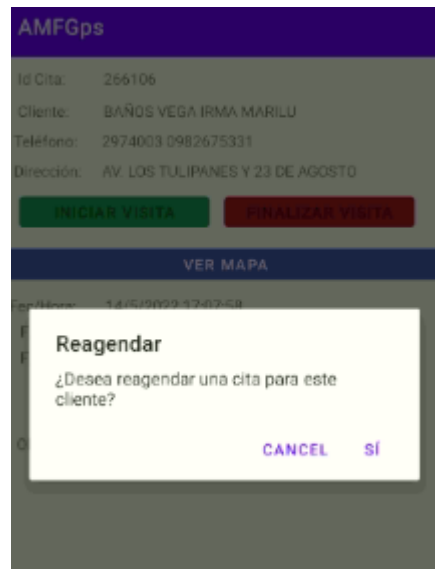 AMFGps
Id Cita: 266106
Cliente: BAÑOS VEGA IRMA MARILU
Teléfono: 2974003 0982675331
Dirección: AV. LOS TULIPANES Y 23 DE AGOSTO
INICIAR VISITA FINALIZAR VISITA
VER MAPA
Fec/Hora: 14/5/2022 17:07:58
F
F
Reagendar
¿Desea reagendar una cita para este
cliente?
CANCEL SÍ